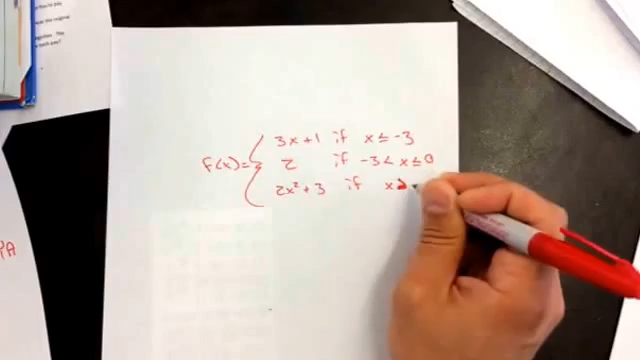 3x+1 if x ≤ -3
f(x)= { 2 if -3 < x ≤ 0
2x²+3 if x >